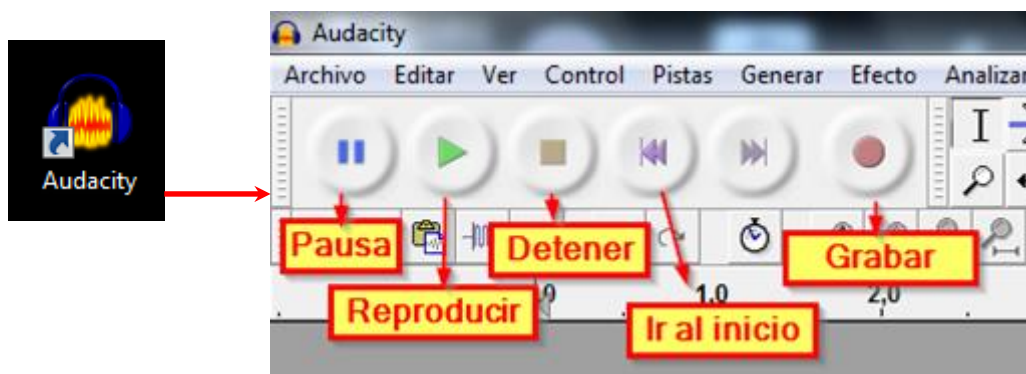 Audacity
Audacity
Archivo Editar Ver Control Pistas Generar Efecto Analizar
Pausa
Detener
Grabar
Reproducir
Ir al inicio
1,0
2,0